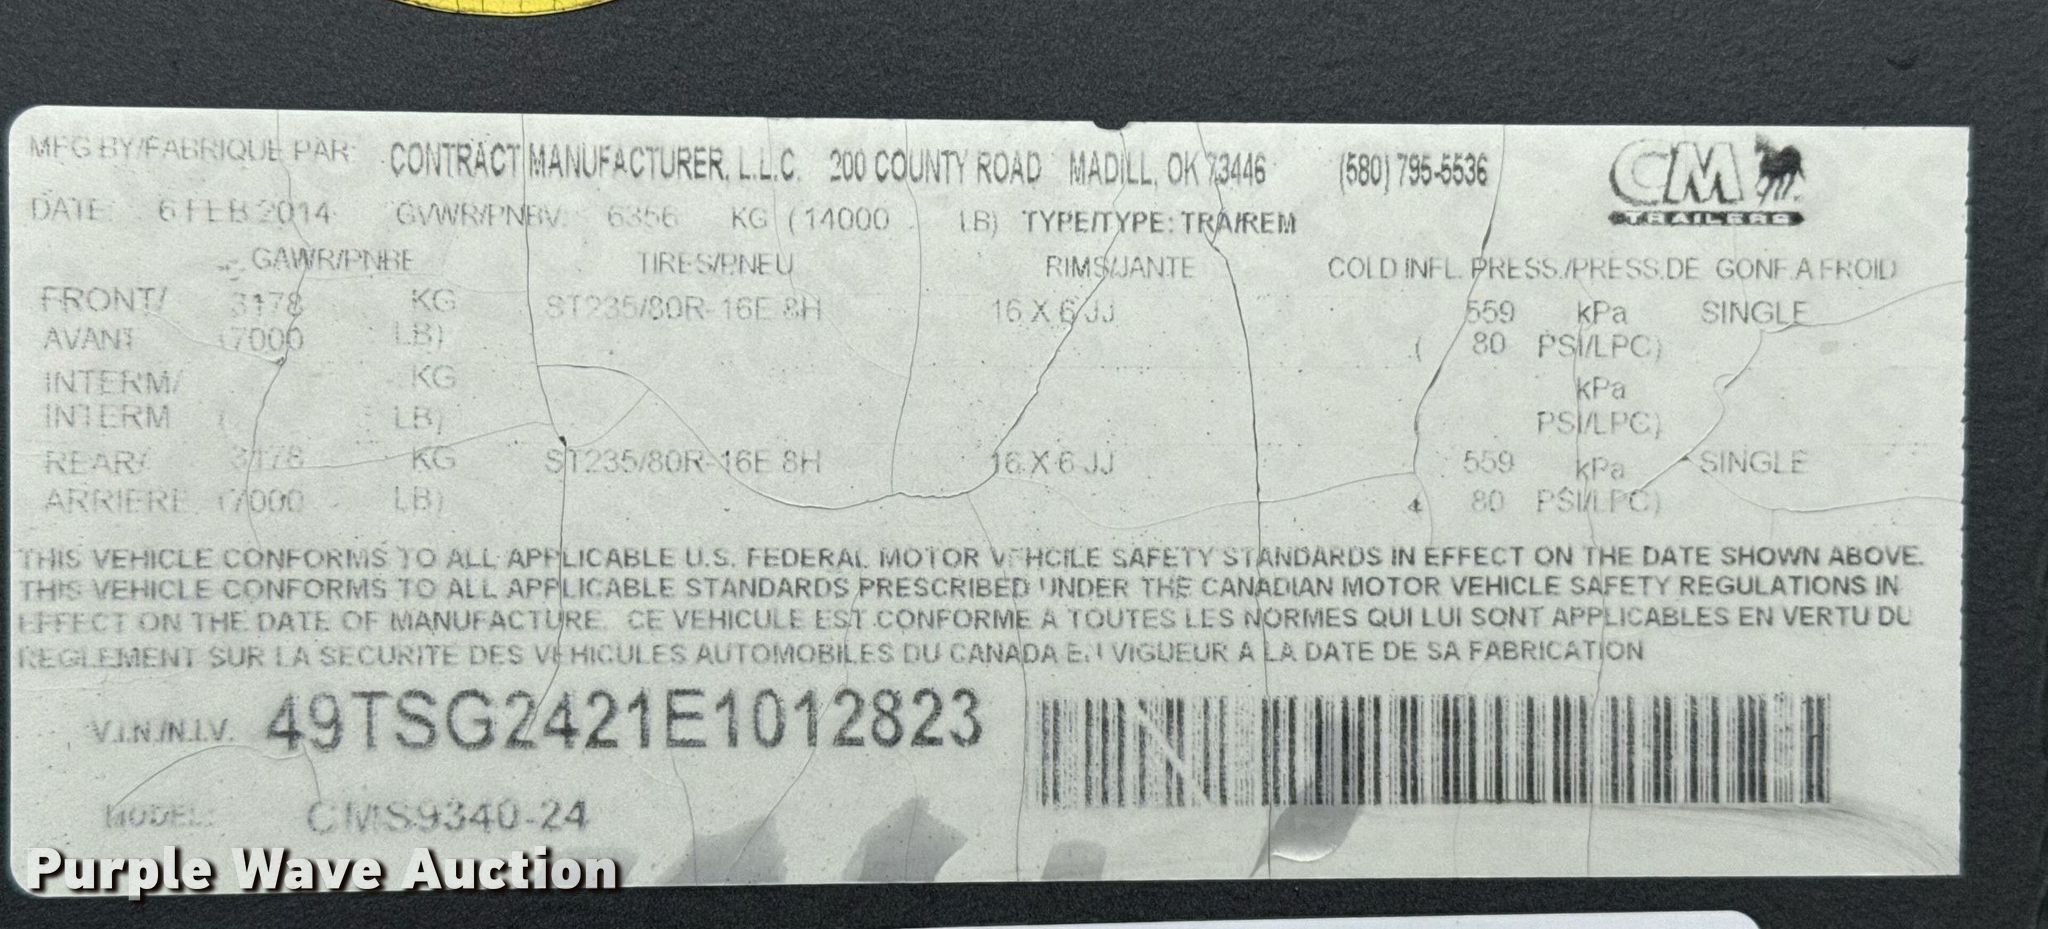 MFG BY/FABRIQUE PAR: CONTRACT MANUFACTURER, L.L.C. 200 COUNTY ROAD MADILL, OK 73446 (580) 795-5536
CM TRAILERS
DATE: 6 FEB 2014 GVWR/PNBV: 6356 KG (14000 LB) TYPE/TYPE: TRA/REM
GAWR/PNBE TIRES/PNEU RIMS/JANTE COLD INFL. PRESS./PRESS.DE GONF.A FROID
FRONT/ 3178 KG ST235/80R-16E 8H 16 X 6 JJ 559 kPa SINGLE
AVANT (7000 LB) ( 80 PSI/LPC)
INTERM/ KG kPa
INTERM ( LB) PSI/LPC)
REAR/ 3178 KG ST235/80R-16E 8H 16 X 6 JJ 559 kPa SINGLE
ARRIERE (7000 LB) ( 80 PSI/LPC)
THIS VEHICLE CONFORMS TO ALL APPLICABLE U.S. FEDERAL MOTOR VEHCILE SAFETY STANDARDS IN EFFECT ON THE DATE SHOWN ABOVE.
THIS VEHICLE CONFORMS TO ALL APPLICABLE STANDARDS PRESCRIBED UNDER THE CANADIAN MOTOR VEHICLE SAFETY REGULATIONS IN
EFFECT ON THE DATE OF MANUFACTURE. CE VEHICULE EST CONFORME A TOUTES LES NORMES QUI LUI SONT APPLICABLES EN VERTU DU
REGLEMENT SUR LA SECURITE DES VEHICULES AUTOMOBILES DU CANADA EN VIGUEUR A LA DATE DE SA FABRICATION
V.I.N./N.I.V. 49TSG2421E1012823
MODEL: CMS9340-24
Purple Wave Auction